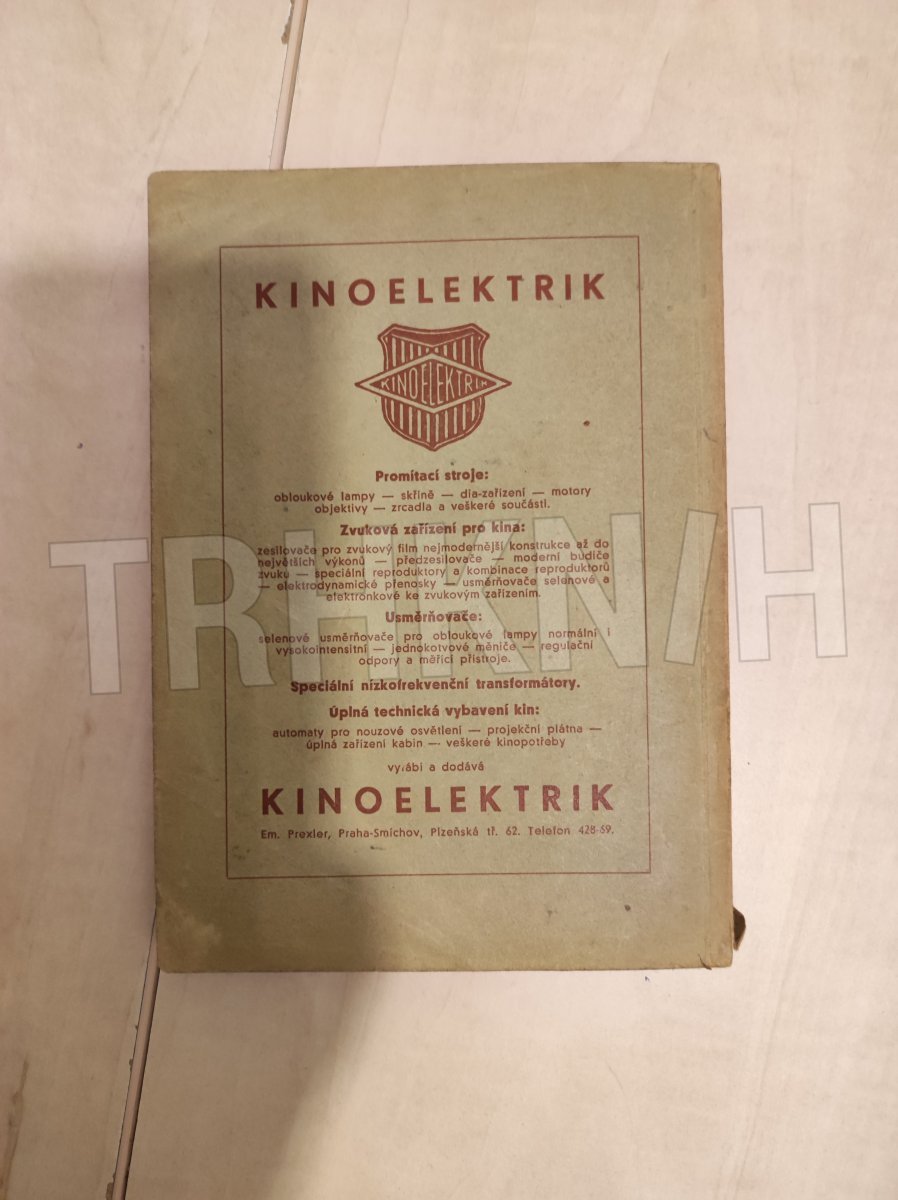 KINOELEKTRIK
KINOELEKTRIK
Promítací stroje:
obloukové lampy — skříně — dia-zařízení — motory
objektivy — zrcadla a veškeré součásti.
Zvuková zařízení pro kina:
zesilovače pro zvukový film nejmodernější konstrukce až do
největších výkonů — předzesilovače — moderní budiče
zvuku — speciální reproduktory a kombinace reproduktorů
— elektrodynamické přenosky — usměrňovače selenové a
elektronkové ke zvukovým zařízením.
Usměrňovače:
selenové usměrňovače pro obloukové lampy normální i
vysokointensitní — jednokotvové měniče — regulační
odpory a měřicí přístroje.
Speciální nízkofrekvenční transformátory.
Úplná technická vybavení kin:
automaty pro nouzové osvětlení — projekční plátna —
úplná zařízení kabin — veškeré kinopotřeby
vyrábí a dodává
KINOELEKTRIK
Em. Prexler, Praha-Smíchov, Plzeňská tř. 62. Telefon 428-69.
TRHKNIH